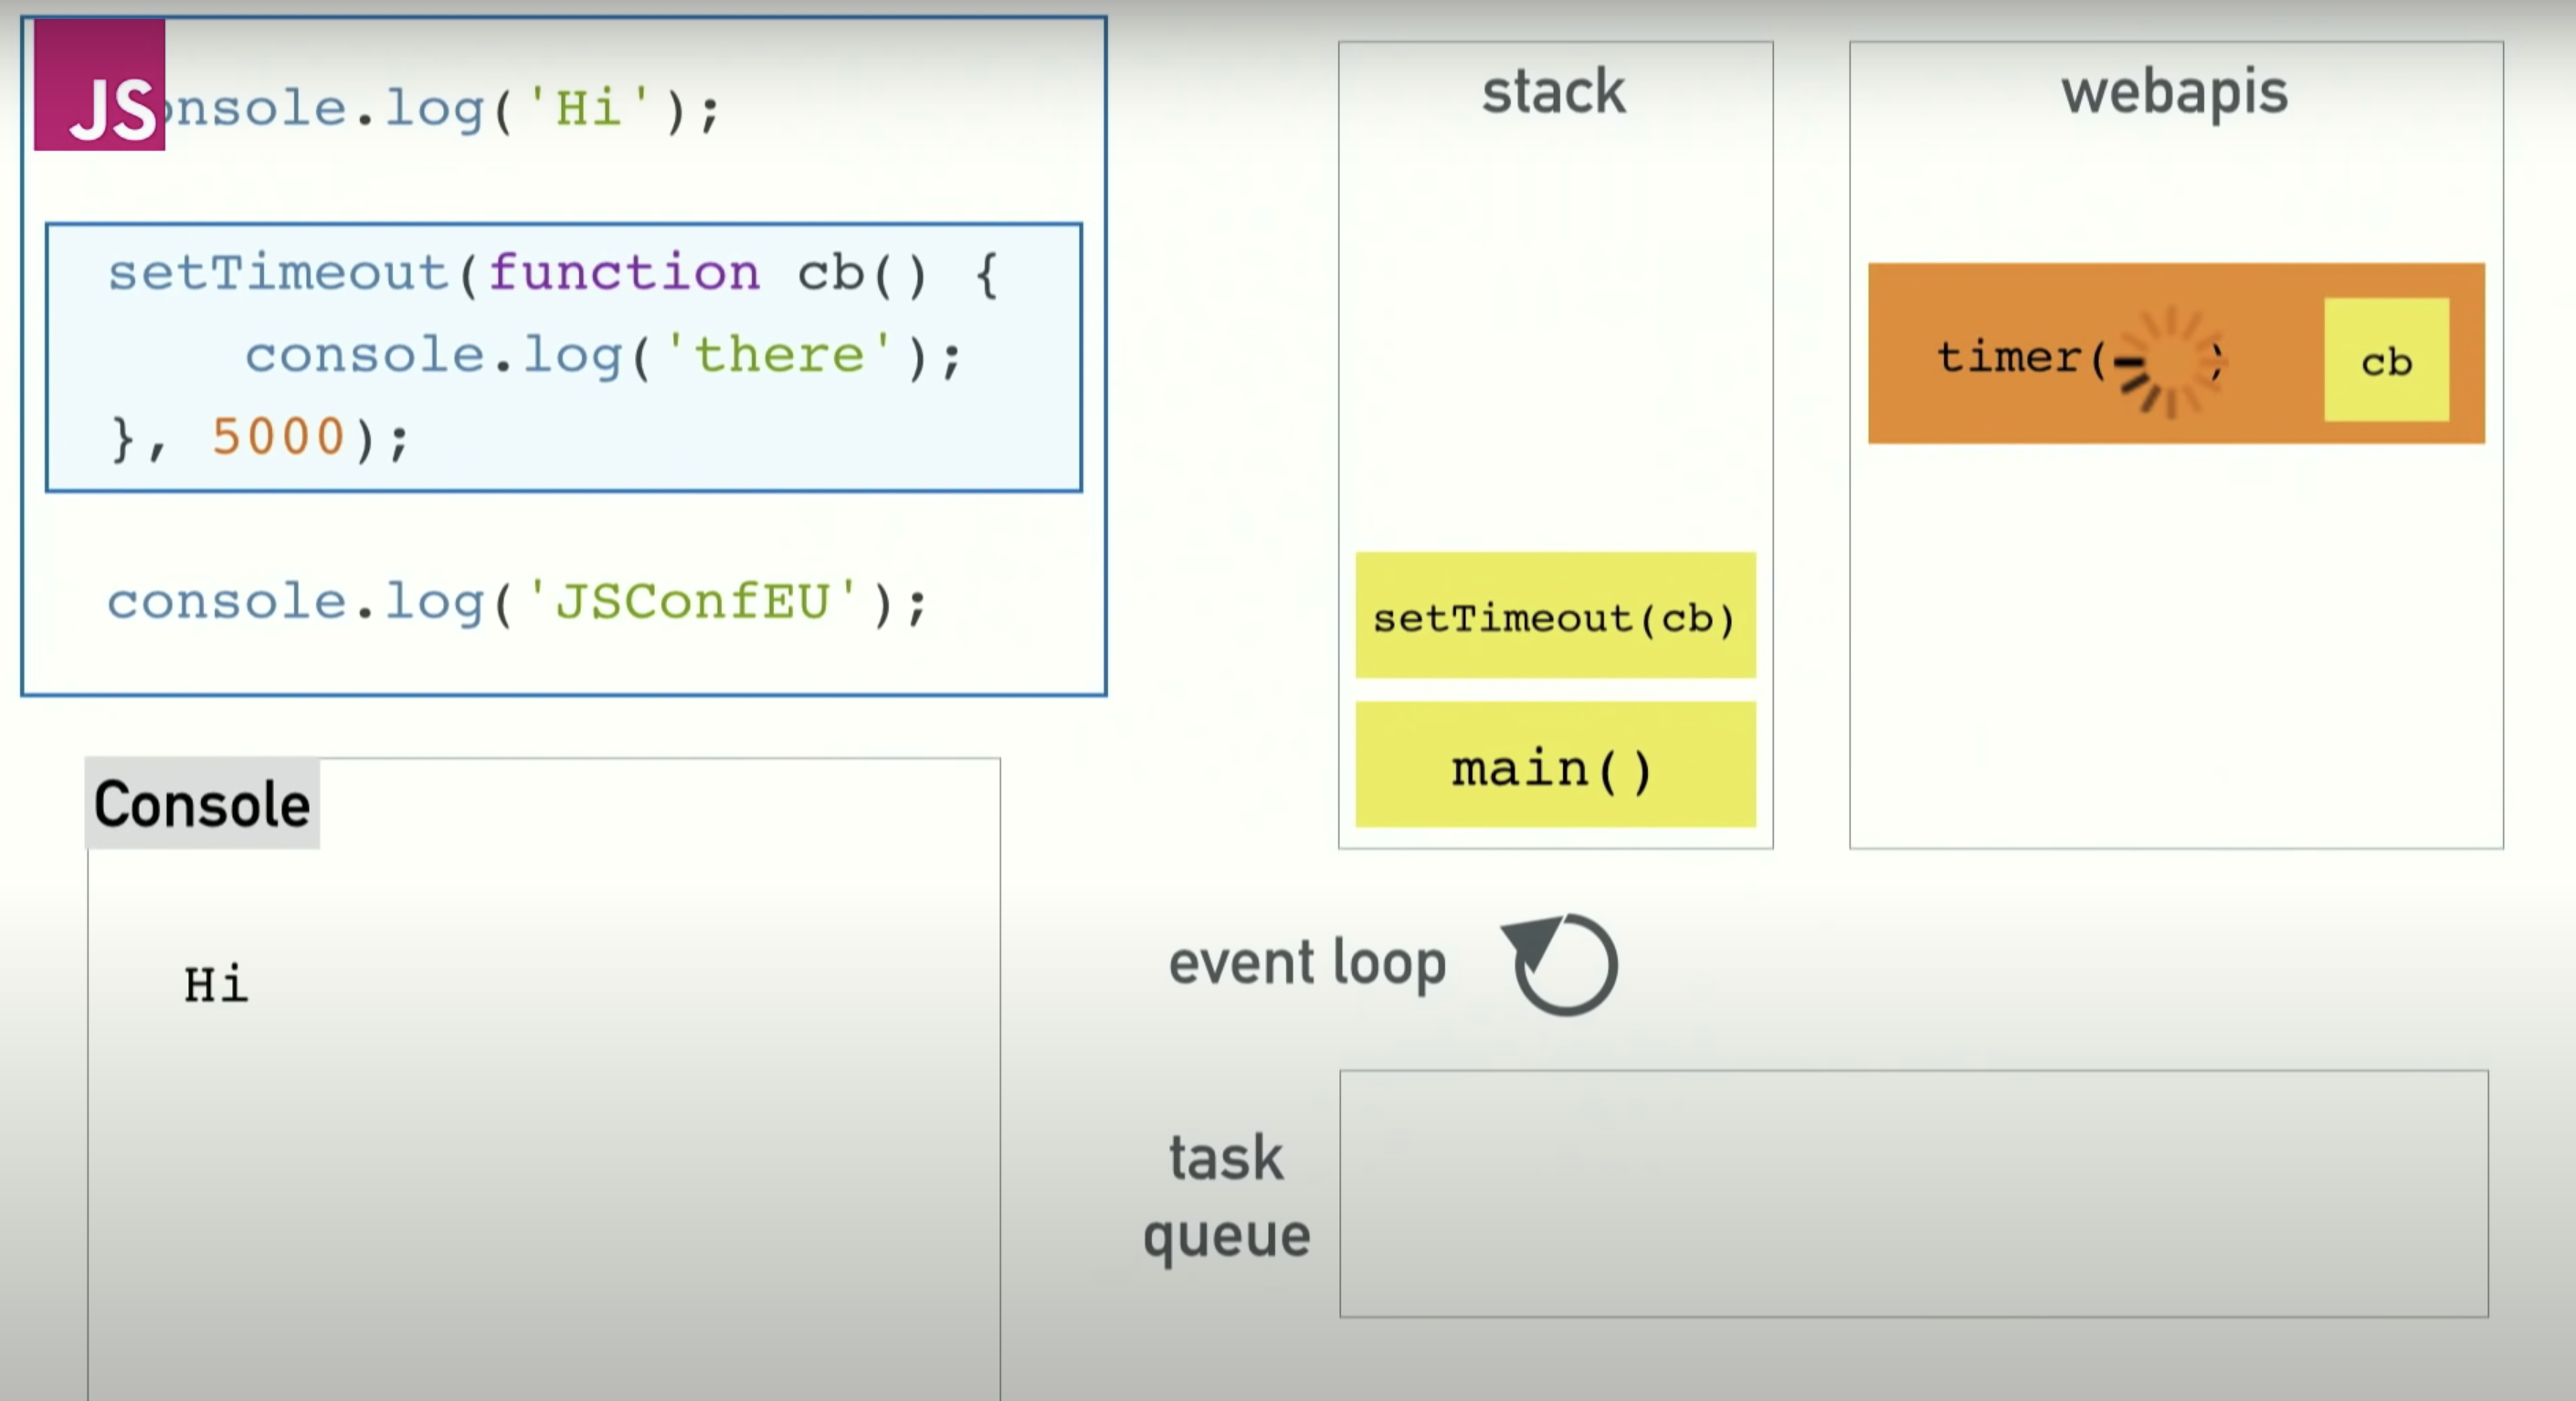 JS
onsole.log('Hi');
setTimeout(function cb() {
console.log('there');
}, 5000);
console.log('JSConfEU');
Console
Hi
stack
setTimeout(cb)
main()
webapis
timer( )
cb
event loop
task
queue